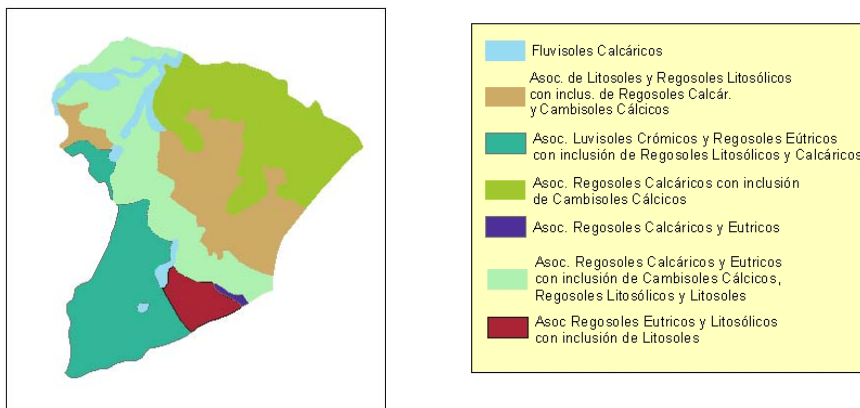 Fluvisoles Calcáricos
Asoc. de Litosoles y Regosoles Litosólicos
con inclus. de Regosoles Calcár.
y Cambisoles Cálcicos
Asoc. Luvisoles Crómicos y Regosoles Eútricos
con inclusión de Regosoles Litosólicos y Calcáricos
Asoc. Regosoles Calcáricos con inclusión
de Cambisoles Cálcicos
Asoc. Regosoles Calcáricos y Eutricos
Asoc. Regosoles Calcáricos y Eutricos
con inclusión de Cambisoles Cálcicos,
Regosoles Litosólicos y Litosoles
Asoc Regosoles Eutricos y Litosólicos
con inclusión de Litosoles